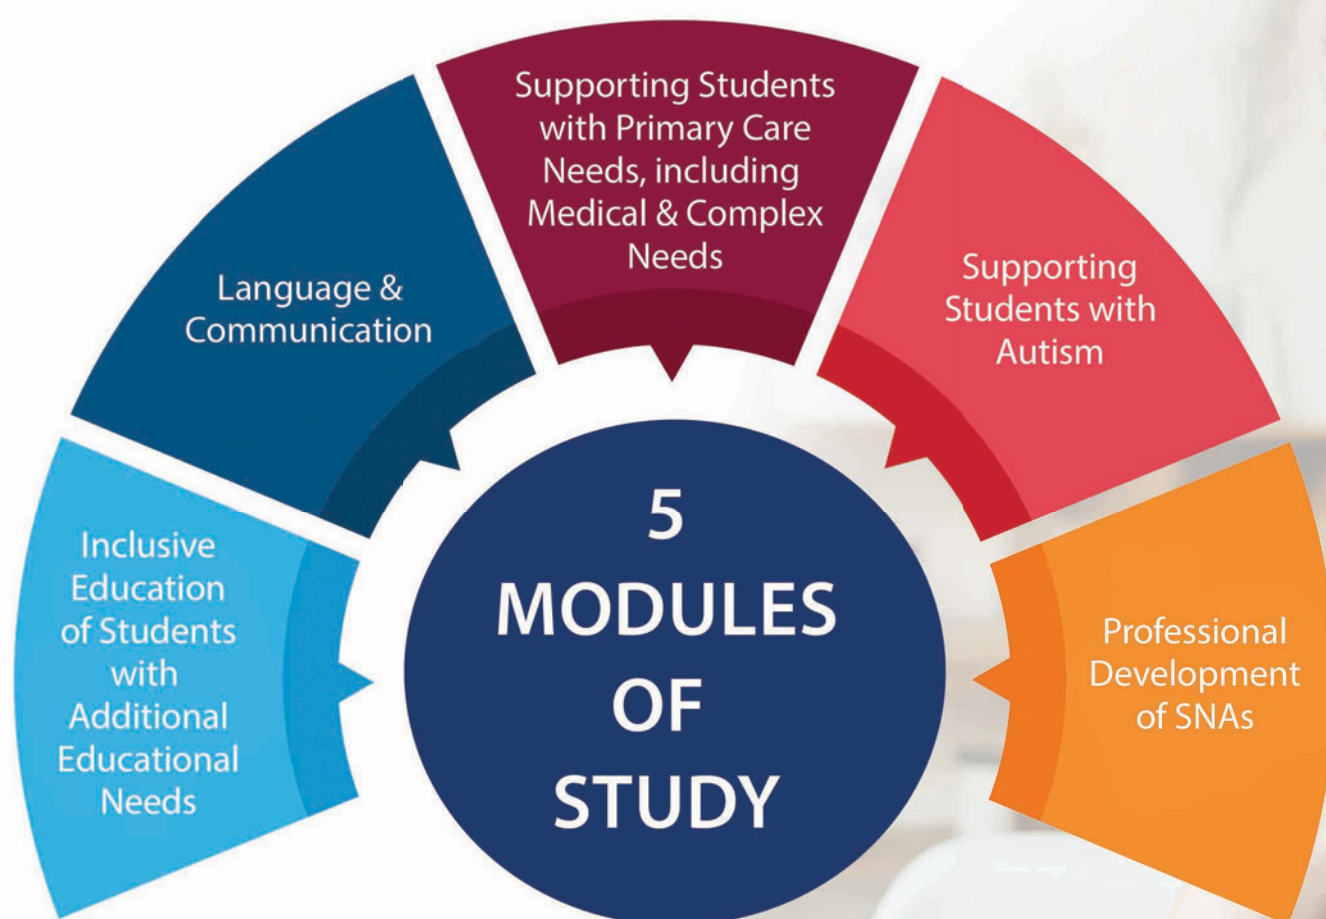 Inclusive
Education
of Students
with
Additional
Educational
Needs
Language &
Communication
Supporting Students
with Primary Care
Needs, including
Medical & Complex
Needs
Supporting
Students with
Autism
Professional
Development
of SNAs
5
MODULES
OF
STUDY